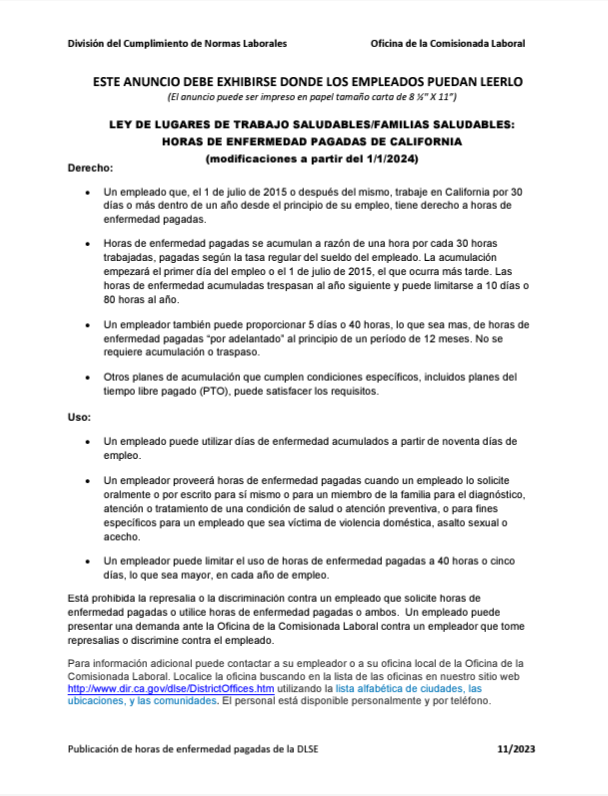 División del Cumplimiento de Normas Laborales Oficina de la Comisionada Laboral
ESTE ANUNCIO DEBE EXHIBIRSE DONDE LOS EMPLEADOS PUEDAN LEERLO
(El anuncio puede ser impreso en papel tamaño carta de 8 ½" X 11")
LEY DE LUGARES DE TRABAJO SALUDABLES/FAMILIAS SALUDABLES:
HORAS DE ENFERMEDAD PAGADAS DE CALIFORNIA
(modificaciones a partir del 1/1/2024)
Derecho:
• Un empleado que, el 1 de julio de 2015 o después del mismo, trabaje en California por 30
días o más dentro de un año desde el principio de su empleo, tiene derecho a horas de
enfermedad pagadas.
• Horas de enfermedad pagadas se acumulan a razón de una hora por cada 30 horas
trabajadas, pagadas según la tasa regular del sueldo del empleado. La acumulación
empezará el primer día del empleo o el 1 de julio de 2015, el que ocurra más tarde. Las
horas de enfermedad acumuladas trespasan al año siguiente y puede limitarse a 10 días o
80 horas al año.
• Un empleador también puede proporcionar 5 días o 40 horas, lo que sea mas, de horas de
enfermedad pagadas “por adelantado” al principio de un período de 12 meses. No se
requiere acumulación o traspaso.
• Otros planes de acumulación que cumplen condiciones específicos, incluidos planes del
tiempo libre pagado (PTO), puede satisfacer los requisitos.
Uso:
• Un empleado puede utilizar días de enfermedad acumulados a partir de noventa días de
empleo.
• Un empleador proveerá horas de enfermedad pagadas cuando un empleado lo solicite
oralmente o por escrito para sí mismo o para un miembro de la familia para el diagnóstico,
atención o tratamiento de una condición de salud o atención preventiva, o para fines
específicos para un empleado que sea víctima de violencia doméstica, asalto sexual o
acecho.
• Un empleador puede limitar el uso de horas de enfermedad pagadas a 40 horas o cinco
días, lo que sea mayor, en cada año de empleo.
Está prohibida la represalia o la discriminación contra un empleado que solicite horas de
enfermedad pagadas o utilice horas de enfermedad pagadas o ambos. Un empleado puede
presentar una demanda ante la Oficina de la Comisionada Laboral contra un empleador que tome
represalias o discrimine contra el empleado.
Para información adicional puede contactar a su empleador o a su oficina local de la Oficina de la
Comisionada Laboral. Localice la oficina buscando en la lista de las oficinas en nuestro sitio web
http://www.dir.ca.gov/dlse/DistrictOffices.htm utilizando la lista alfabética de ciudades, las
ubicaciones, y las comunidades. El personal está disponible personalmente y por teléfono.
Publicación de horas de enfermedad pagadas de la DLSE 11/2023